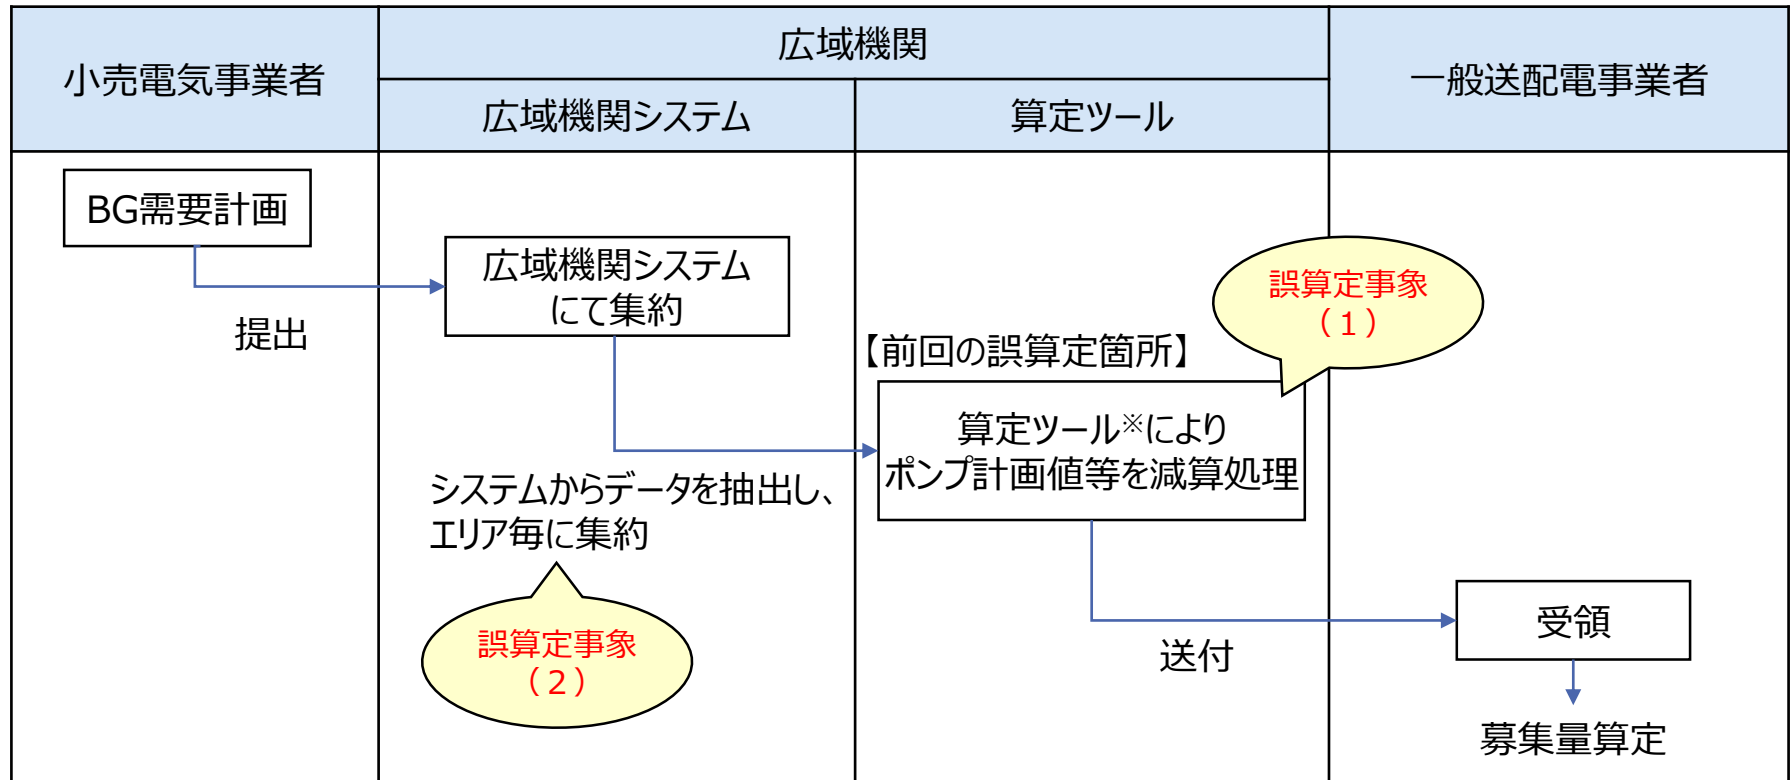 小売電気事業者
広域機関
一般送配電事業者
広域機関システム
算定ツール
BG需要計画
提出
広域機関システム
にて集約
システムからデータを抽出し、
エリア毎に集約
誤算定事象
（2）
【前回の誤算定箇所】
誤算定事象
（1）
算定ツール※により
ポンプ計画値等を減算処理
送付
受領
募集量算定